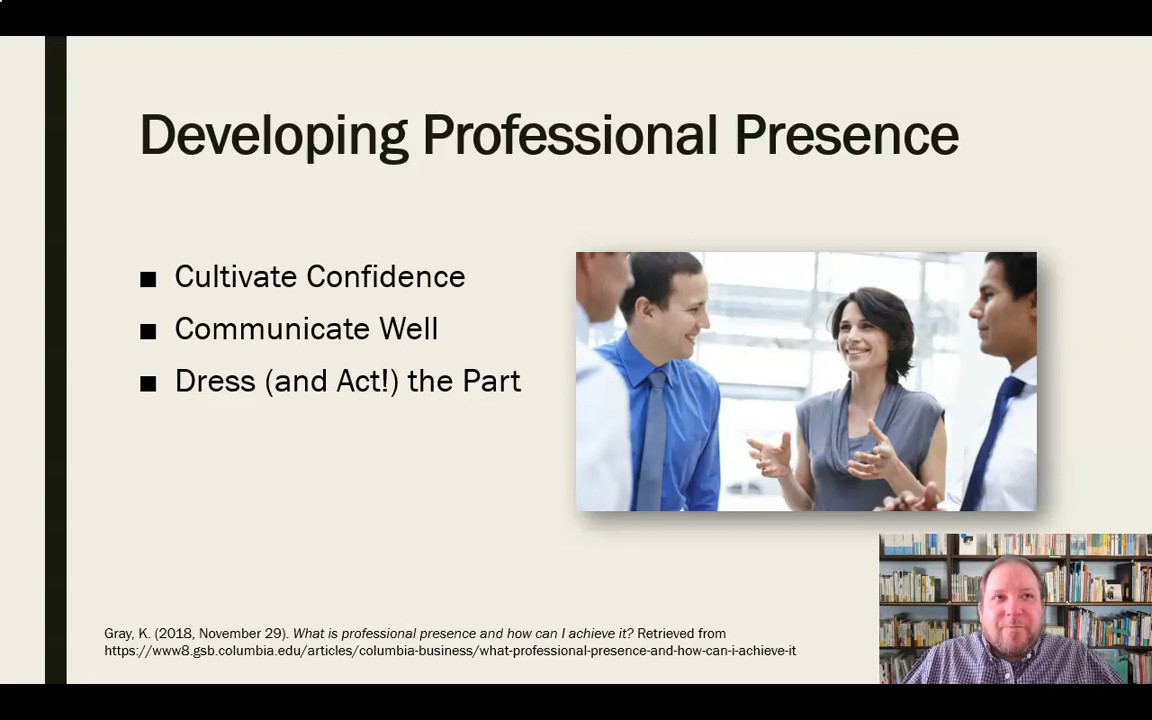 Developing Professional Presence
■ Cultivate Confidence
■ Communicate Well
■ Dress (and Act!) the Part
Gray, K. (2018, November 29). What is professional presence and how can I achieve it? Retrieved from
https://www8.gsb.columbia.edu/articles/columbia-business/what-professional-presence-and-how-can-i-achieve-it